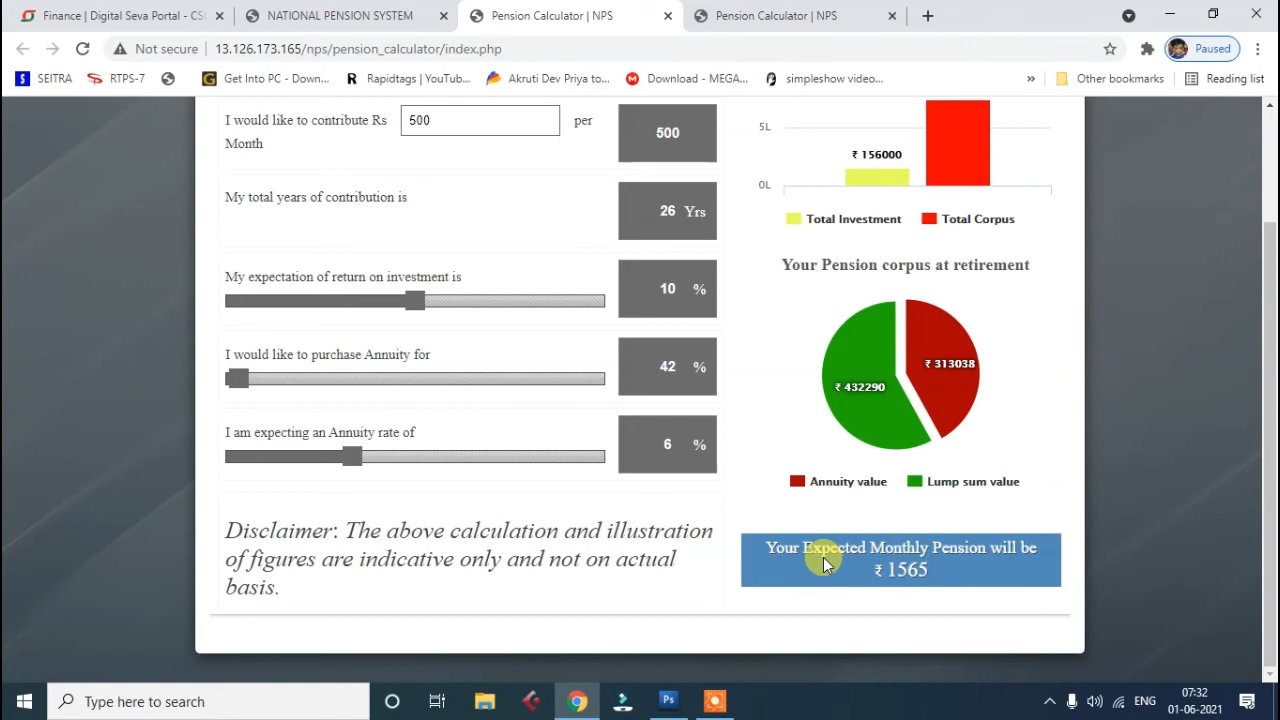 Finance | Digital Seva Portal - CSC
NATIONAL PENSION SYSTEM
Pension Calculator | NPS
Pension Calculator | NPS
Not secure
13.126.173.165/nps/pension_calculator/index.php
Paused
SEITRA
RTPS-7
Get Into PC - Down...
Rapidtags | YouTub...
Akruti Dev Priya to...
Download - MEGA...
simpleshow video...
»
Other bookmarks
Reading list
I would like to contribute Rs 500 per
Month
500
My total years of contribution is
26 Yrs
My expectation of return on investment is
10 %
I would like to purchase Annuity for
42 %
I am expecting an Annuity rate of
6 %
Disclaimer: The above calculation and illustration
of figures are indicative only and not on actual
basis.
5L
₹ 156000
0L
Total Investment
Total Corpus
Your Pension corpus at retirement
₹ 313038
₹ 432290
Annuity value
Lump sum value
Your Expected Monthly Pension will be
₹ 1565
Type here to search
Ps
ENG
07:32
01-06-2021